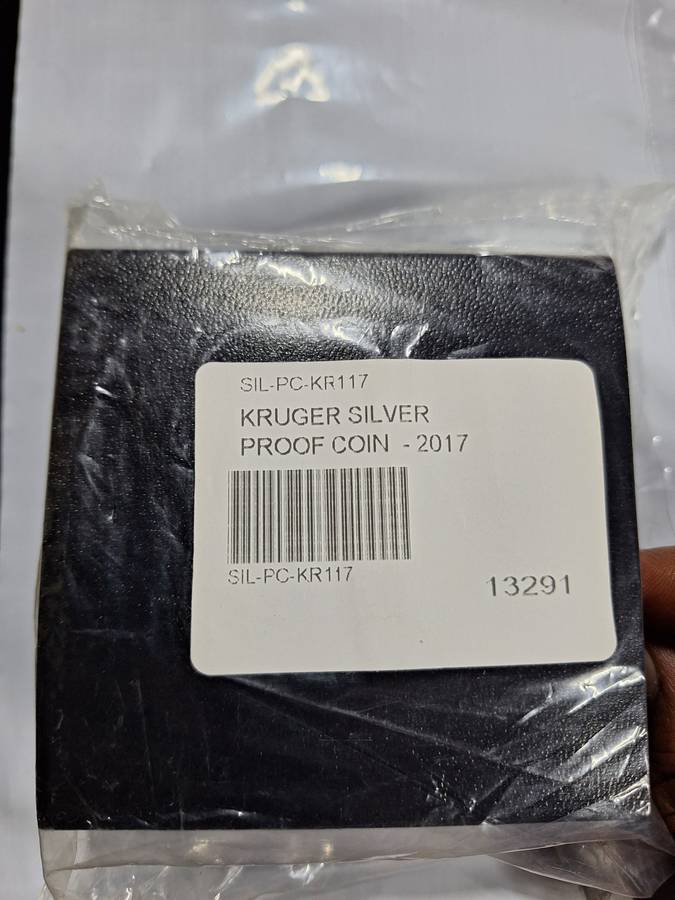 SIL-PC-KR117
KRUGER SILVER
PROOF COIN - 2017
SIL-PC-KR117
13291